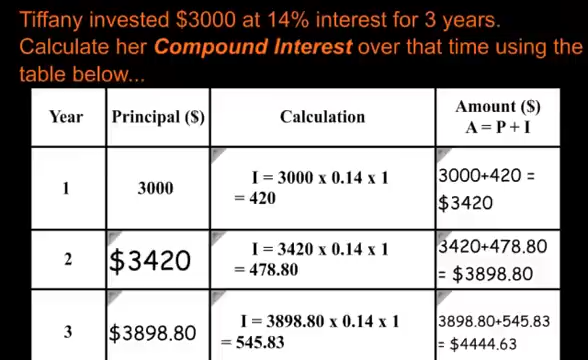 Tiffany invested $3000 at 14% interest for 3 years.
Calculate her Compound Interest over that time using the
table below...
Year
Principal ($)
Calculation
Amount ($)
A = P + I
1
3000
I = 3000 x 0.14 x 1
= 420
3000+420 =
$3420
2
$3420
I = 3420 x 0.14 x 1
= 478.80
3420+478.80
= $3898.80
3
$3898.80
I = 3898.80 x 0.14 x 1
= 545.83
3898.80+545.83
= $4444.63